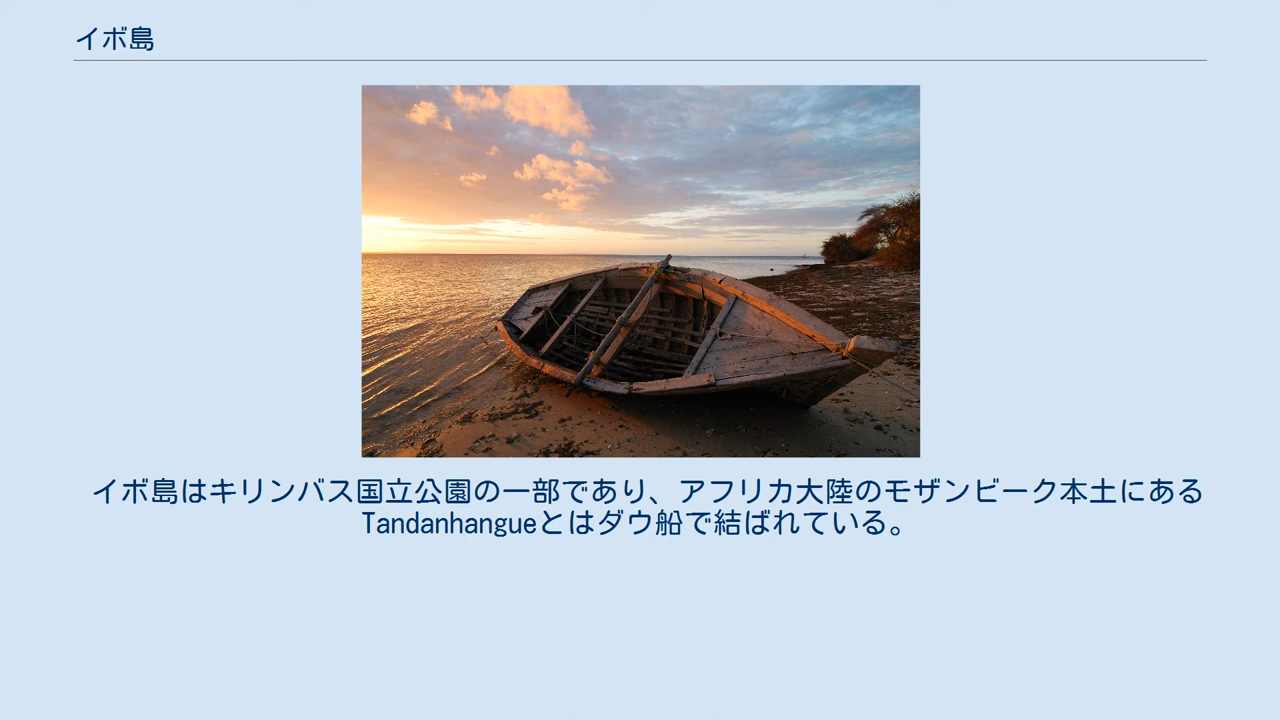 イボ島
イボ島はキリンバス国立公園の一部であり、アフリカ大陸のモザンビーク本土にある
Tandanhangueとはダウ船で結ばれている。